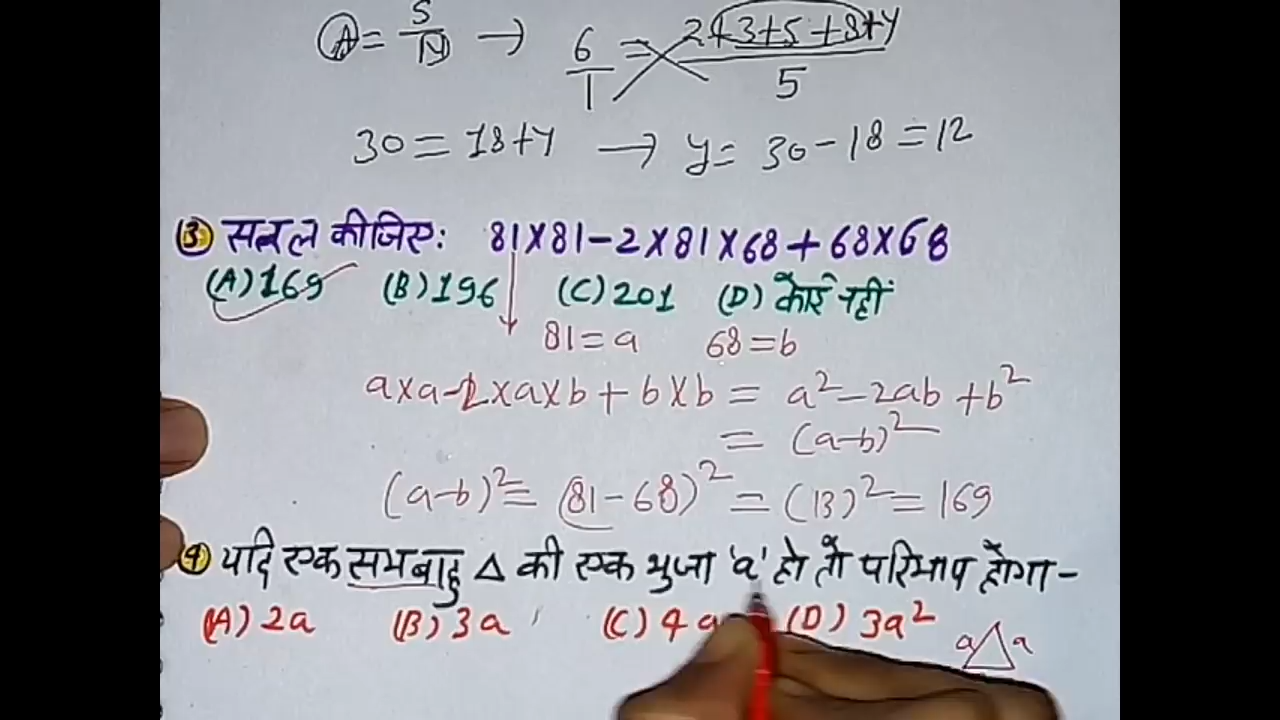 A = S/N → 6/1 = 2+3+5+8+y/5
30 = 18+y → y = 30-18 = 12
(3) सरल कीजिए: 81×81-2×81×68+68×68
(A) 169 (B) 196 (C) 201 (D) कोई नहीं
81=a 68=b
a×a-2×a×b+b×b = a²-2ab+b²
= (a-b)²
(a-b)² = (81-68)² = (13)² = 169
(4) यदि एक समबाहु Δ की एक भुजा 'a' हो तो परिमाप होगा-
(A) 2a (B) 3a (C) 4a (D) 3a²
a a